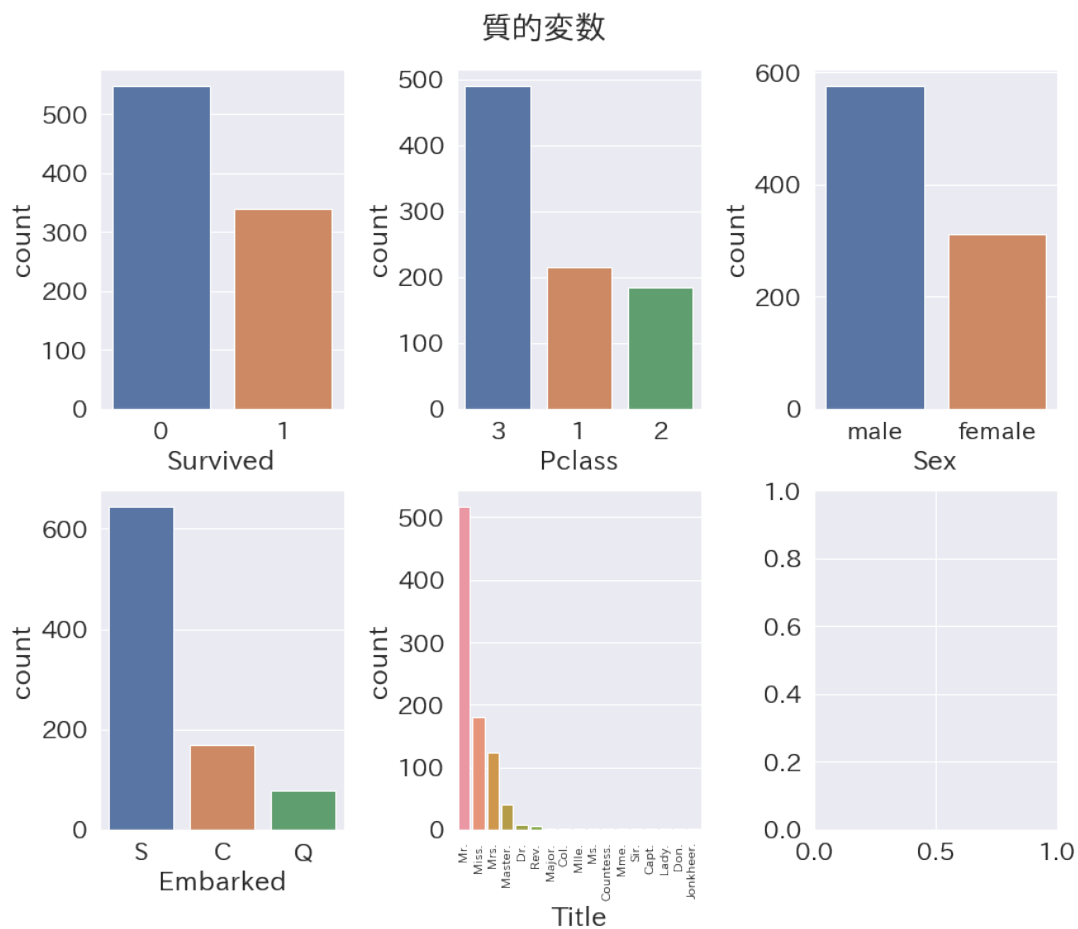 質的変数
500
400
300
200
100
0
count
0 1
Survived
500
400
300
200
100
0
count
3 1 2
Pclass
600
400
200
0
count
male female
Sex
600
400
200
0
count
S C Q
Embarked
500
400
300
200
100
0
count
Mr. Miss. Mrs. Master. Dr. Rev. Major. Col. Mlle. Ms. Countess. Mme. Sir. Capt. Lady. Don. Jonkheer.
Title
1.0
0.8
0.6
0.4
0.2
0.0
0.0 0.5 1.0